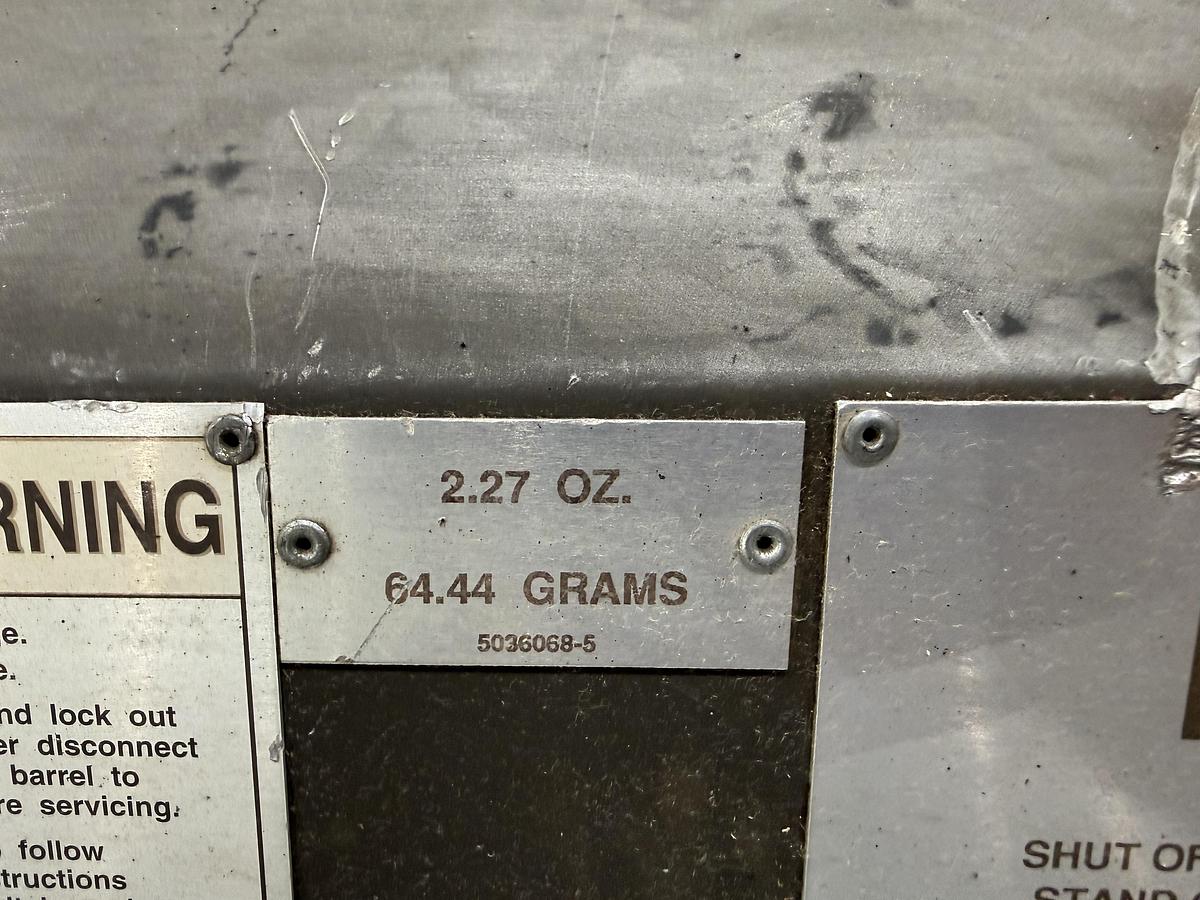 RNING
e.
e.
nd lock out
er disconnect
barrel to
re servicing.
follow
tructions
2.27 OZ.
64.44 GRAMS
5036068-5
SHUT OF
STAND